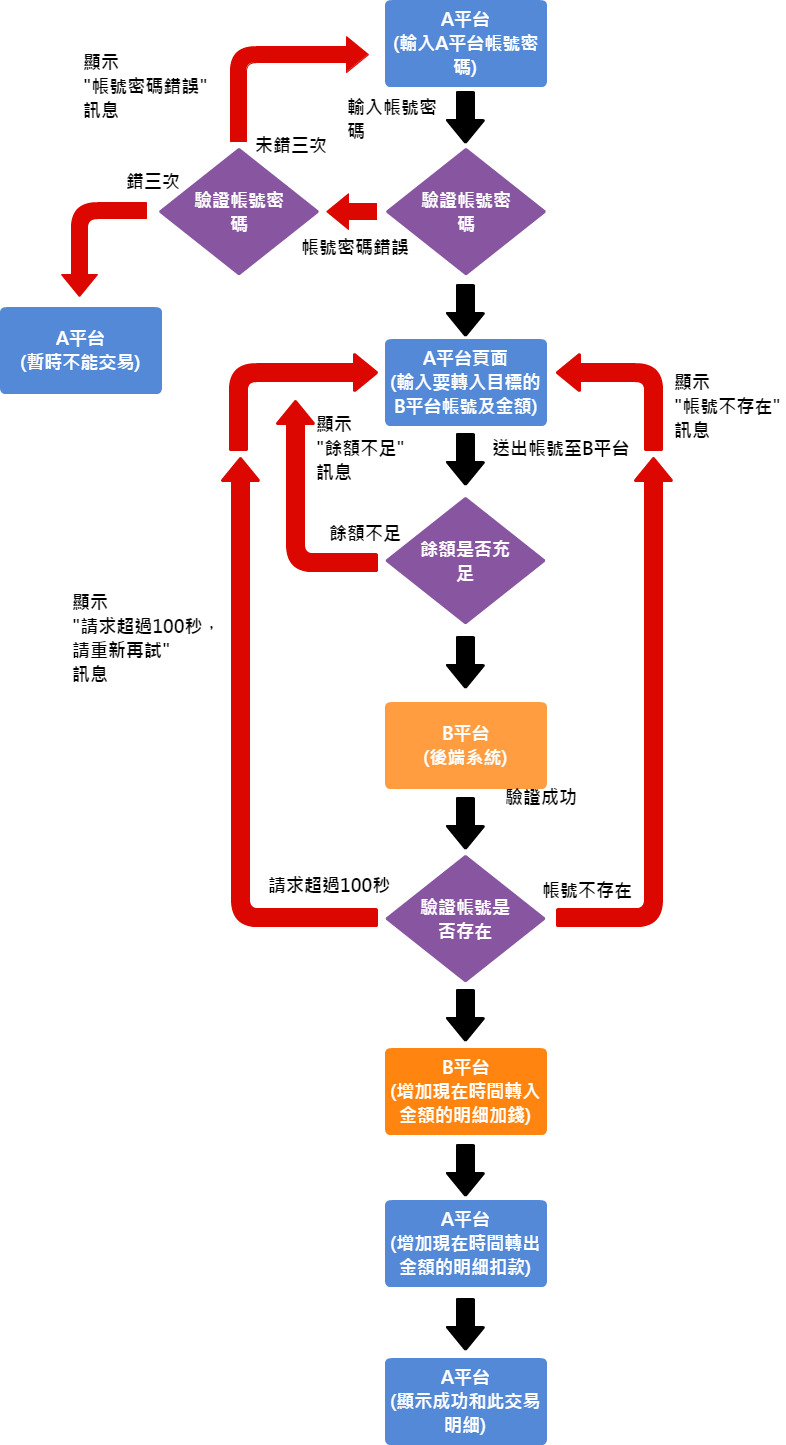 A平台
(輸入A平台帳號密
碼)
顯示
"帳號密碼錯誤"
訊息
輸入帳號密
碼
未錯三次
錯三次
驗證帳號密
碼
驗證帳號密
碼
帳號密碼錯誤
A平台
(暫時不能交易)
A平台頁面
(輸入要轉入目標的
B平台帳號及金額)
顯示
"帳號不存在"
訊息
顯示
"餘額不足"
訊息
送出帳號至B平台
餘額不足
餘額是否充
足
顯示
"請求超過100秒，
請重新再試"
訊息
B平台
(後端系統)
驗證成功
請求超過100秒
帳號不存在
驗證帳號是
否存在
B平台
(增加現在時間轉入
金額的明細加錢)
A平台
(增加現在時間轉出
金額的明細扣款)
A平台
(顯示成功和此交易
明細)